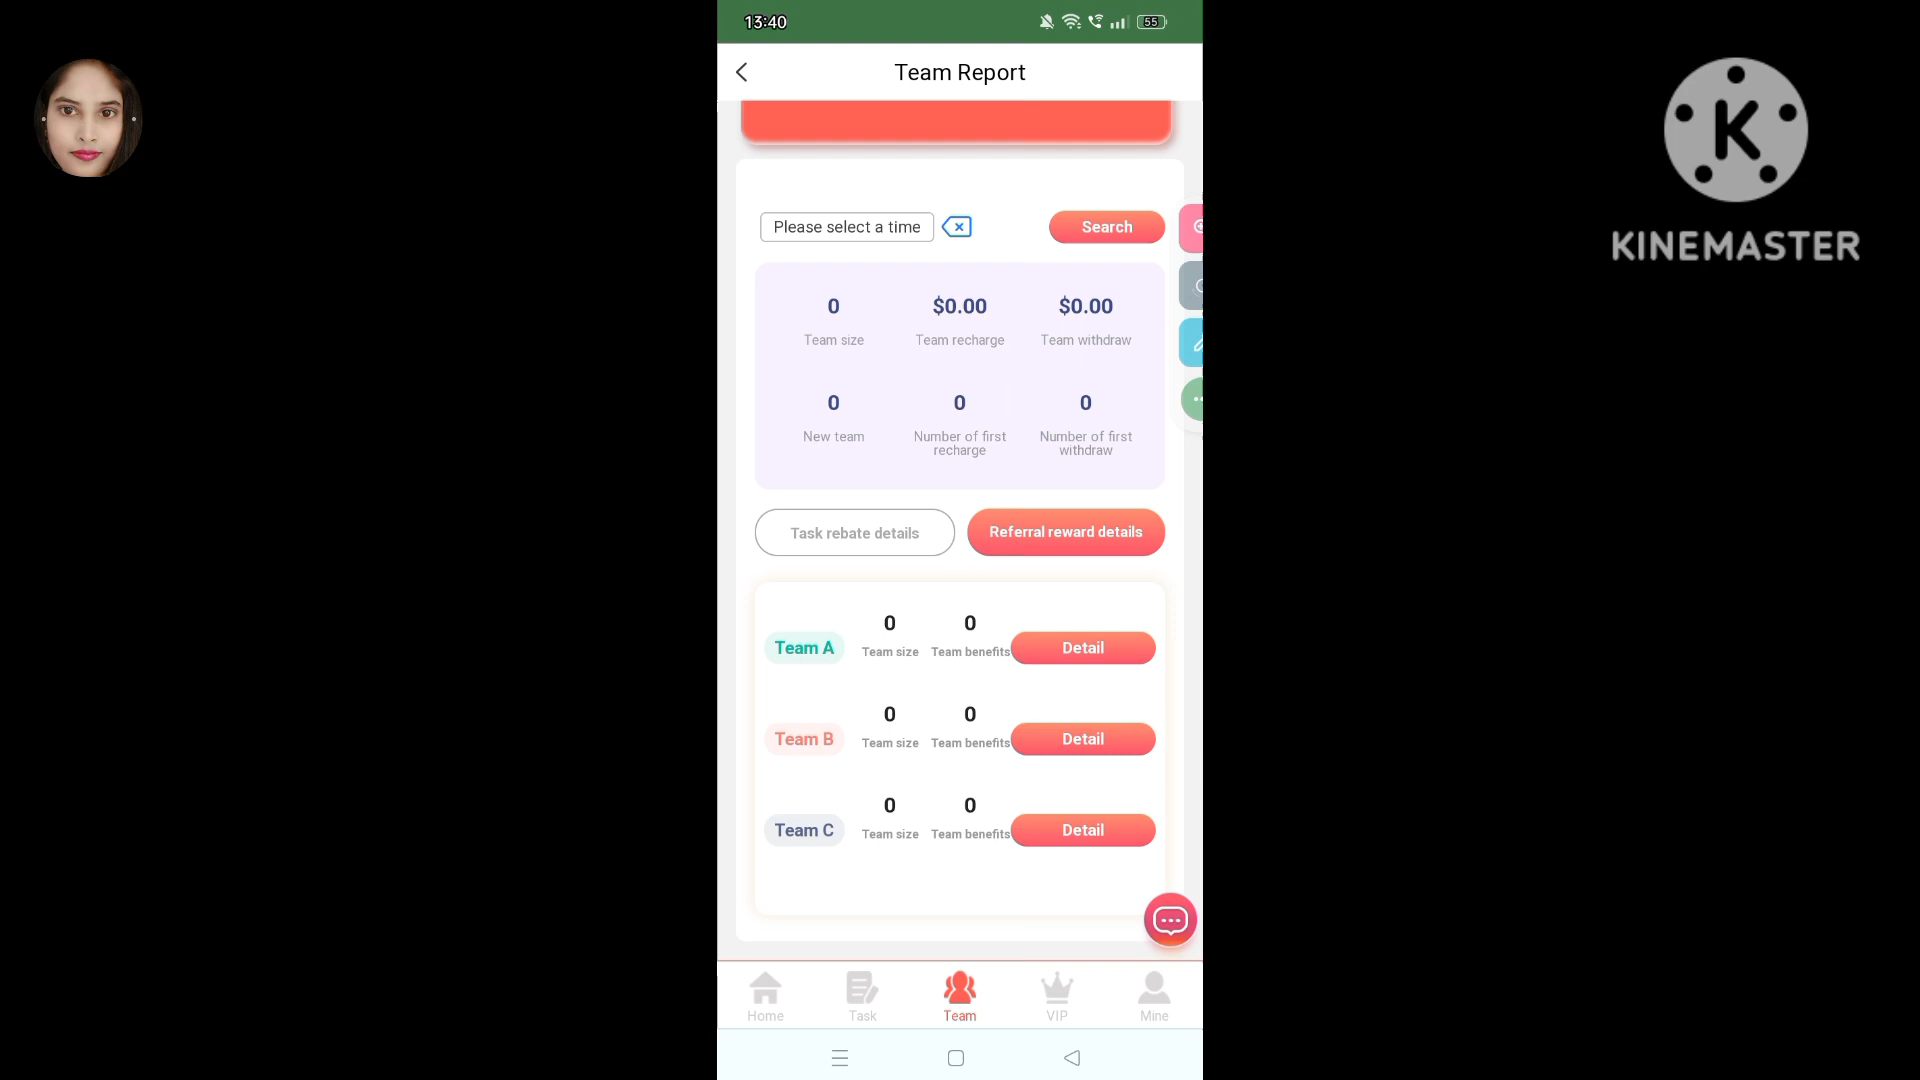 13:40
55
Team Report
Please select a time
Search
0 $0.00 $0.00
Team size Team recharge Team withdraw
0 0 0
New team Number of first recharge Number of first withdraw
Task rebate details Referral reward details
0 0
Team A Team size Team benefits Detail
0 0
Team B Team size Team benefits Detail
0 0
Team C Team size Team benefits Detail
Home Task Team VIP Mine
K
KINEMASTER